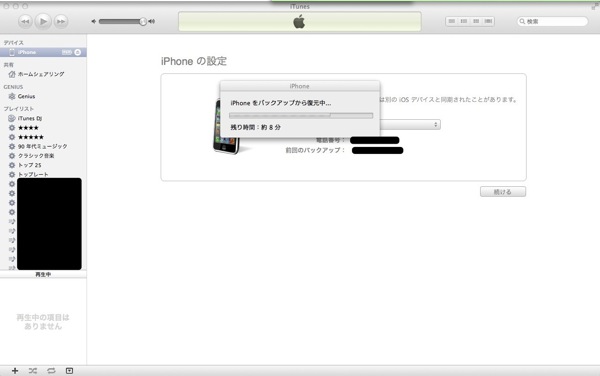 iTunes
検索
デバイス
iPhone
共有
ホームシェアリング
GENIUS
Genius
プレイリスト
iTunes DJ
★★★★
★★★★★
90 年代ミュージック
クラシック音楽
トップ 25
トップレート
再生中
再生中の項目は
ありません
iPhone の設定
iPhone
iPhone をバックアップから復元中...
残り時間：約 8 分
は別の iOS デバイスと同期されたことがあります。
電話番号：
前回のバックアップ：
続ける